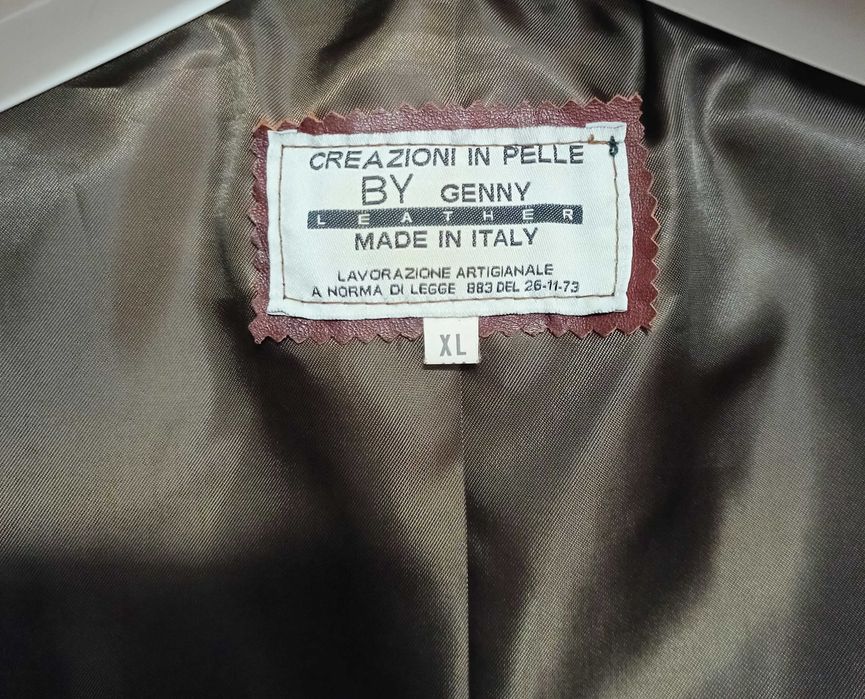 CREAZIONI IN PELLE
BY GENNY
LEATHER
MADE IN ITALY
LAVORAZIONE ARTIGIANALE
A NORMA DI LEGGE 883 DEL 26-11-73
XL